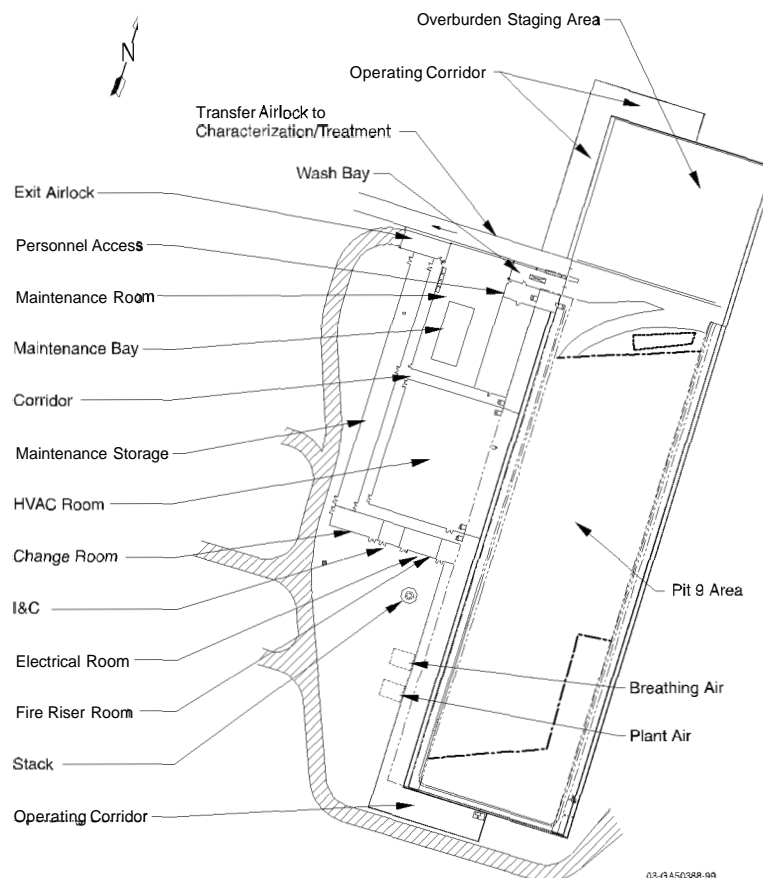 Overburden Staging Area
Operating Corridor
N
Transfer Airlock to
Characterization/Treatment
Wash Bay
Exit Airlock
Personnel Access
Maintenance Room
Maintenance Bay
Corridor
Maintenance Storage
HVAC Room
Change Room
I&C
Electrical Room
Fire Riser Room
Stack
Operating Corridor
Pit 9 Area
Breathing Air
Plant Air
03-GA50388-99